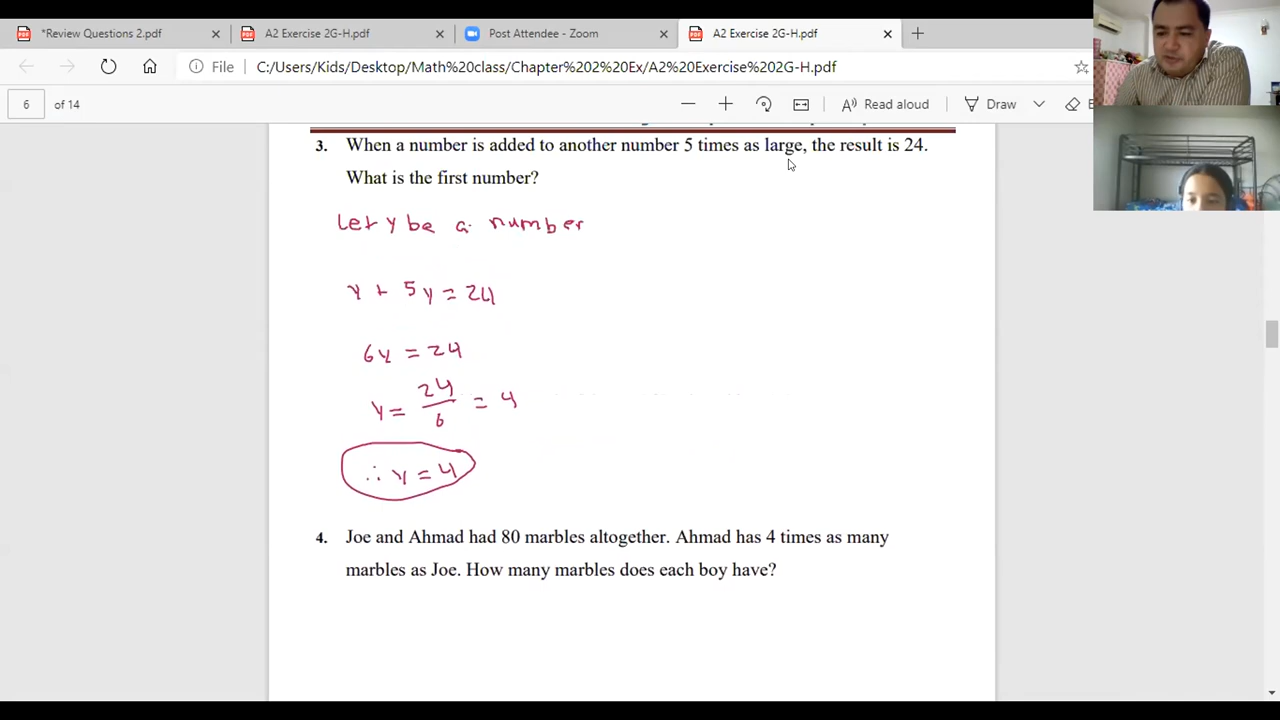 *Review Questions 2.pdf
A2 Exercise 2G-H.pdf
Post Attendee - Zoom
A2 Exercise 2G-H.pdf
File
C:/Users/Kids/Desktop/Math%20class/Chapter%202%20Ex/A2%20Exercise%202G-H.pdf
6 of 14
Read aloud
Draw
3. When a number is added to another number 5 times as large, the result is 24.
What is the first number?
Let y be a number
y + 5y = 24
6y = 24
y = 24/6 = 4
∴ y = 4
4. Joe and Ahmad had 80 marbles altogether. Ahmad has 4 times as many
marbles as Joe. How many marbles does each boy have?